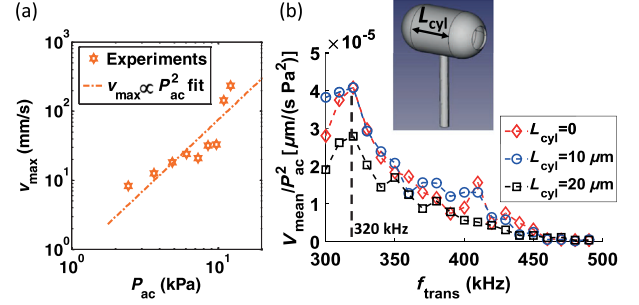 (a)
10³
10²
10¹
10⁰
v_max (mm/s)
Experiments
v_max ∝ P²_ac fit
10⁰
10¹
P_ac (kPa)
(b)
×10⁻⁵
5
4
3
2
1
0
V_mean/P²_ac [μm/(s Pa²)]
L_cyl
320 kHz
L_cyl=0
L_cyl=10 μm
L_cyl=20 μm
300
350
400
450
500
f_trans (kHz)